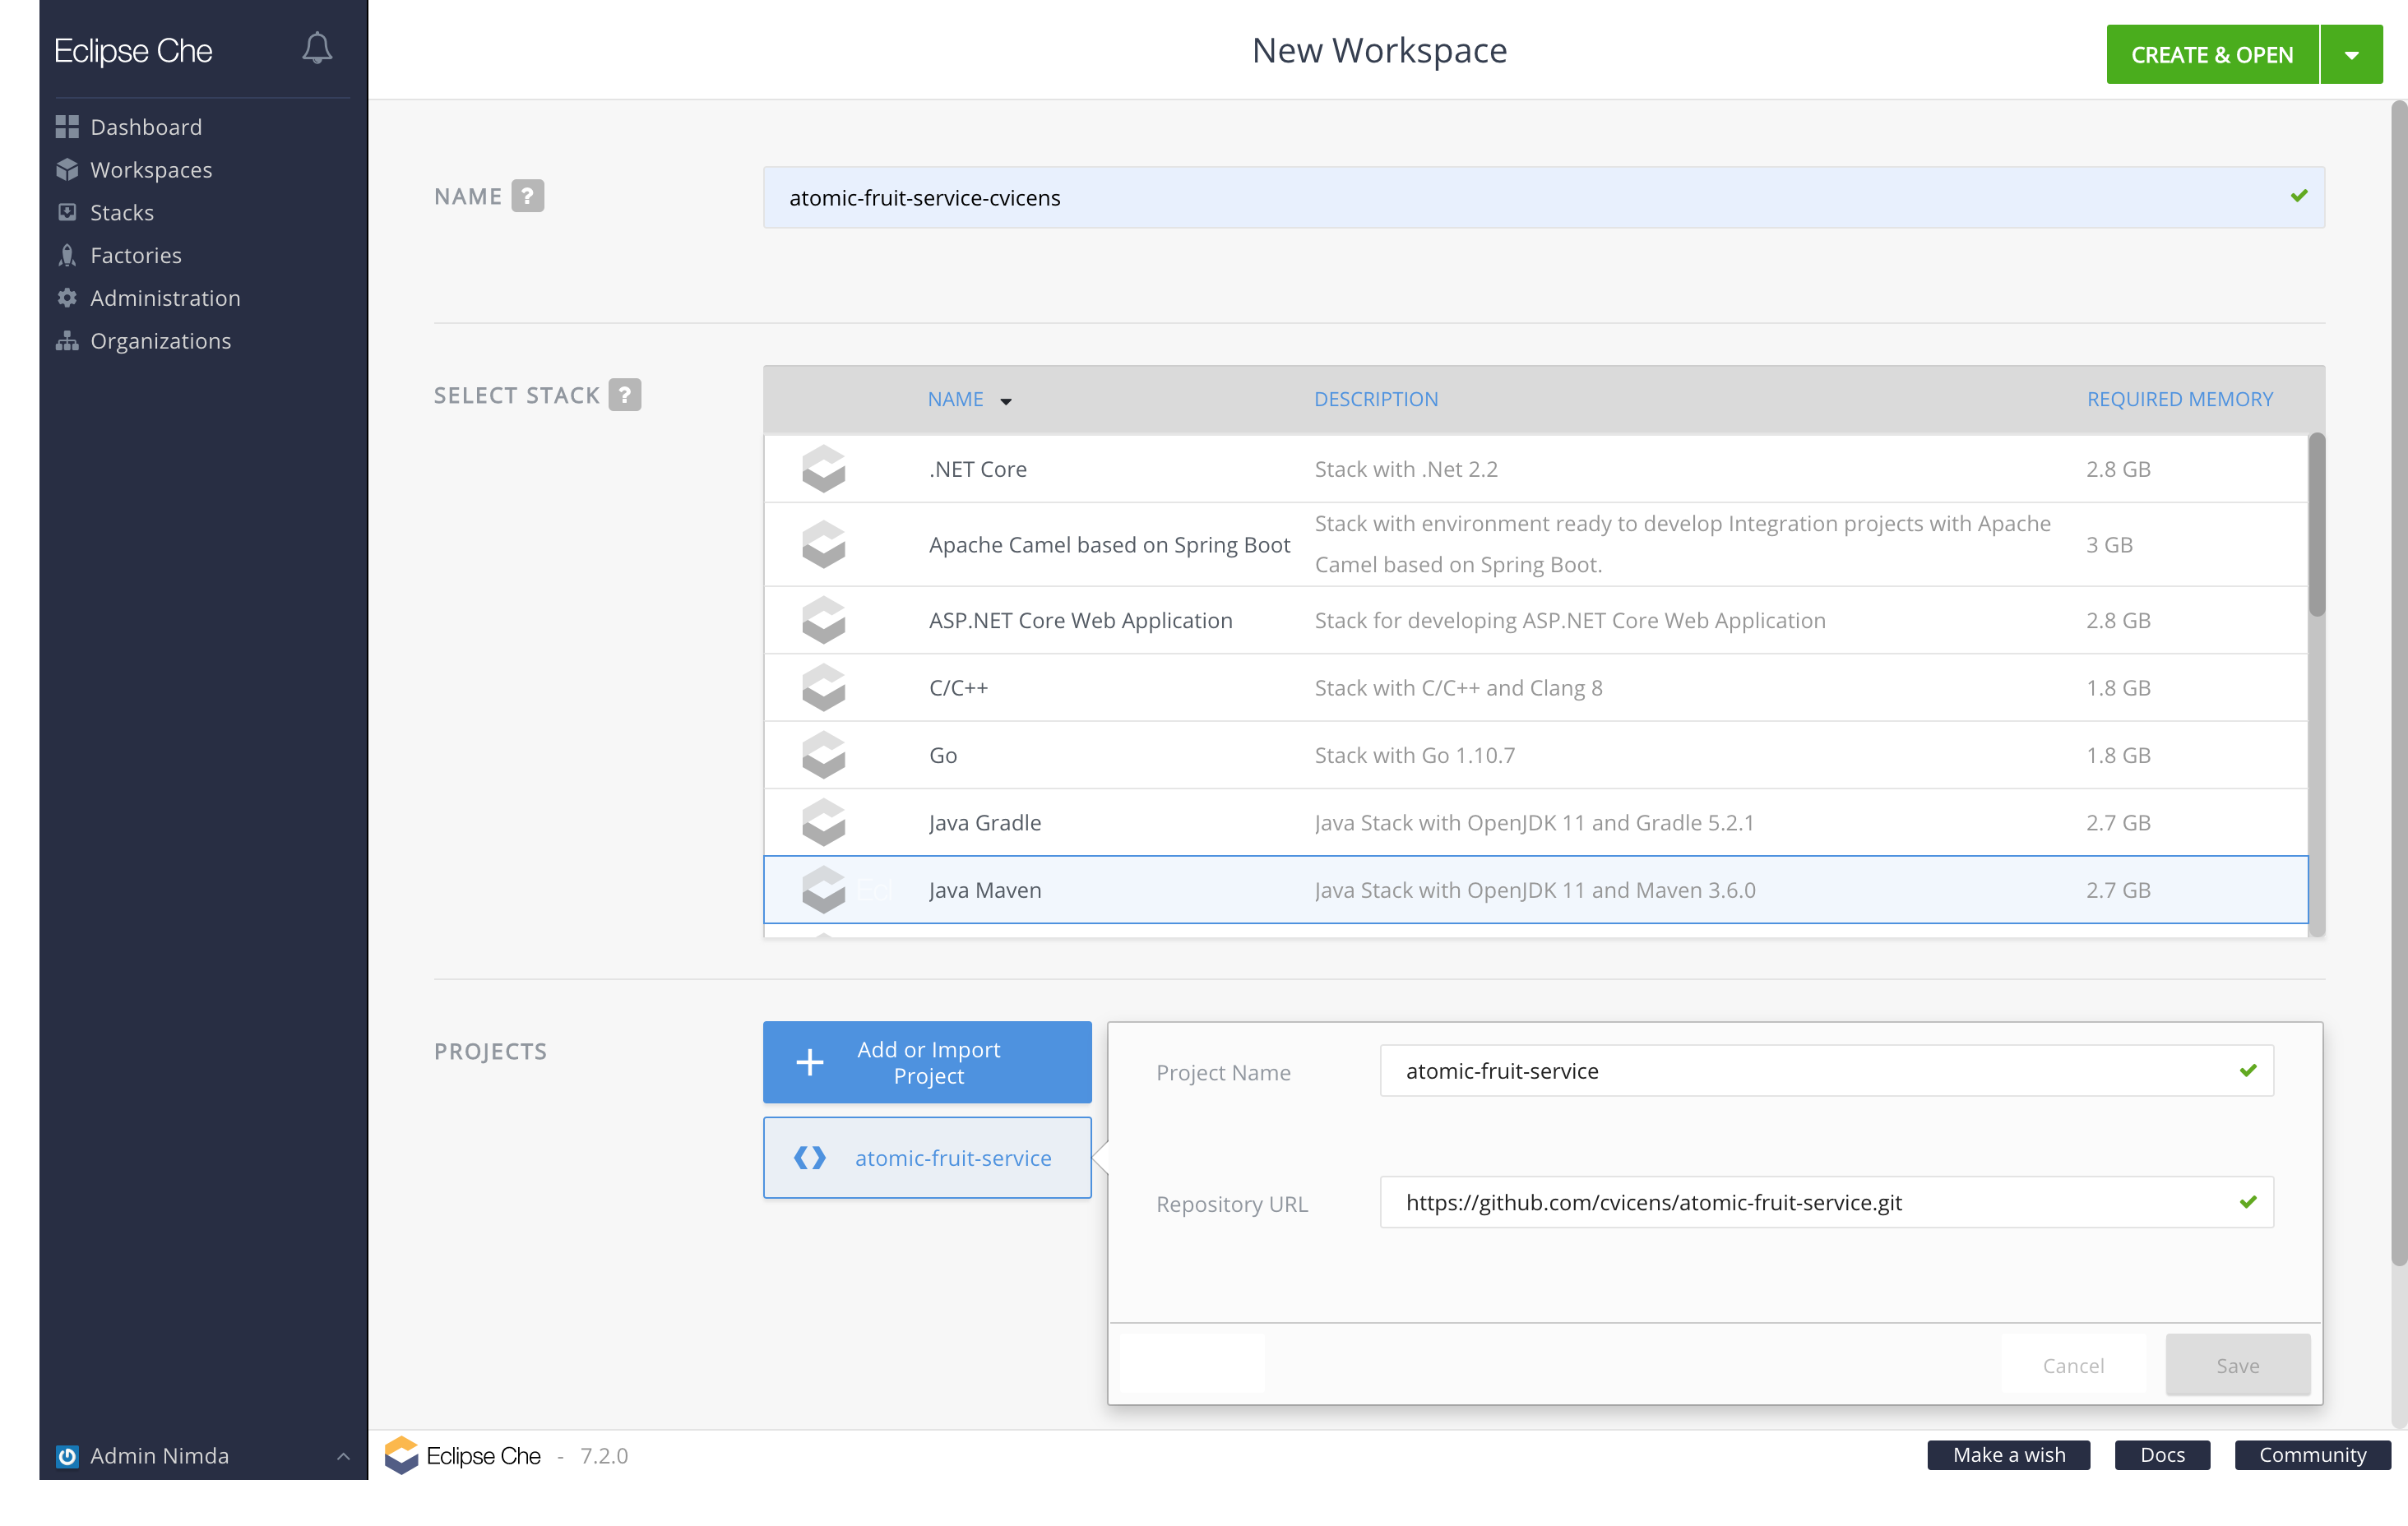 Eclipse Che
Dashboard
Workspaces
Stacks
Factories
Administration
Organizations
Admin Nimda
New Workspace
CREATE & OPEN
NAME ?
atomic-fruit-service-cvicens
SELECT STACK ?
NAME DESCRIPTION REQUIRED MEMORY
.NET Core Stack with .Net 2.2 2.8 GB
Apache Camel based on Spring Boot Stack with environment ready to develop Integration projects with Apache
Camel based on Spring Boot. 3 GB
ASP.NET Core Web Application Stack for developing ASP.NET Core Web Application 2.8 GB
C/C++ Stack with C/C++ and Clang 8 1.8 GB
Go Stack with Go 1.10.7 1.8 GB
Java Gradle Java Stack with OpenJDK 11 and Gradle 5.2.1 2.7 GB
Ecl Java Maven Java Stack with OpenJDK 11 and Maven 3.6.0 2.7 GB
PROJECTS
Add or Import
Project
atomic-fruit-service
Project Name atomic-fruit-service
Repository URL https://github.com/cvicens/atomic-fruit-service.git
Cancel Save
Eclipse Che - 7.2.0
Make a wish Docs Community